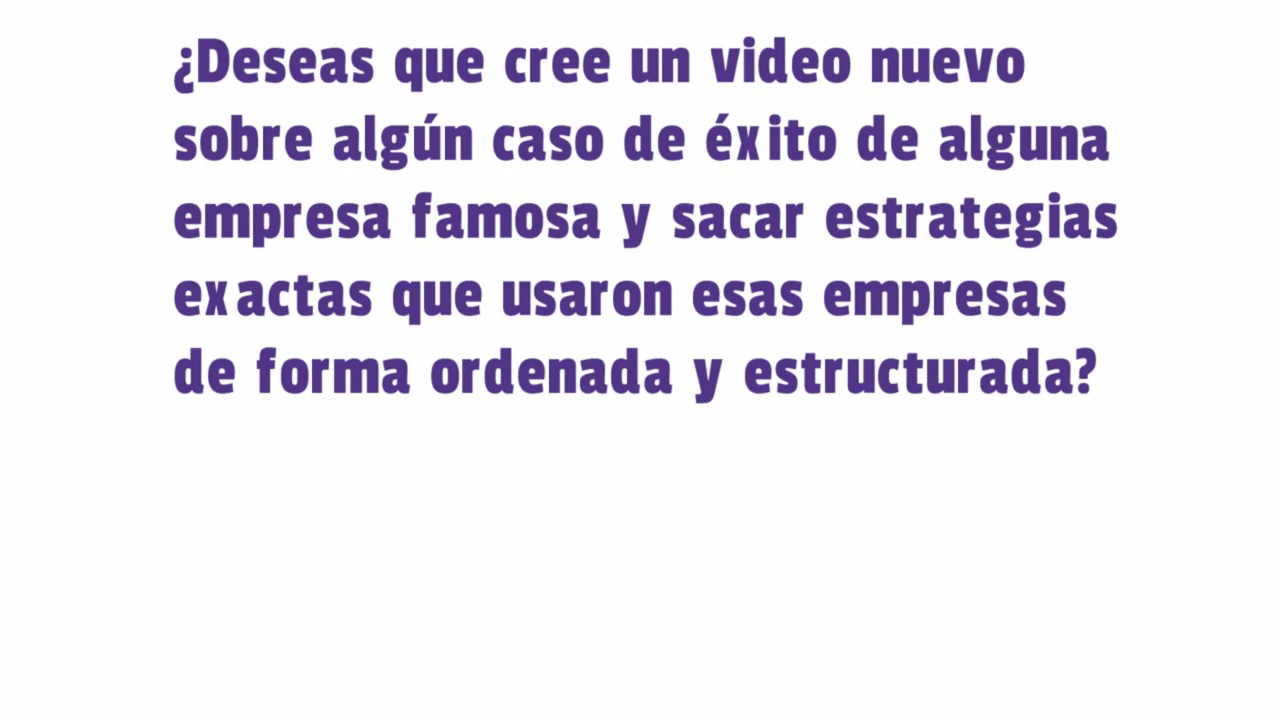 ¿Deseas que cree un video nuevo
sobre algún caso de éxito de alguna
empresa famosa y sacar estrategias
exactas que usaron esas empresas
de forma ordenada y estructurada?